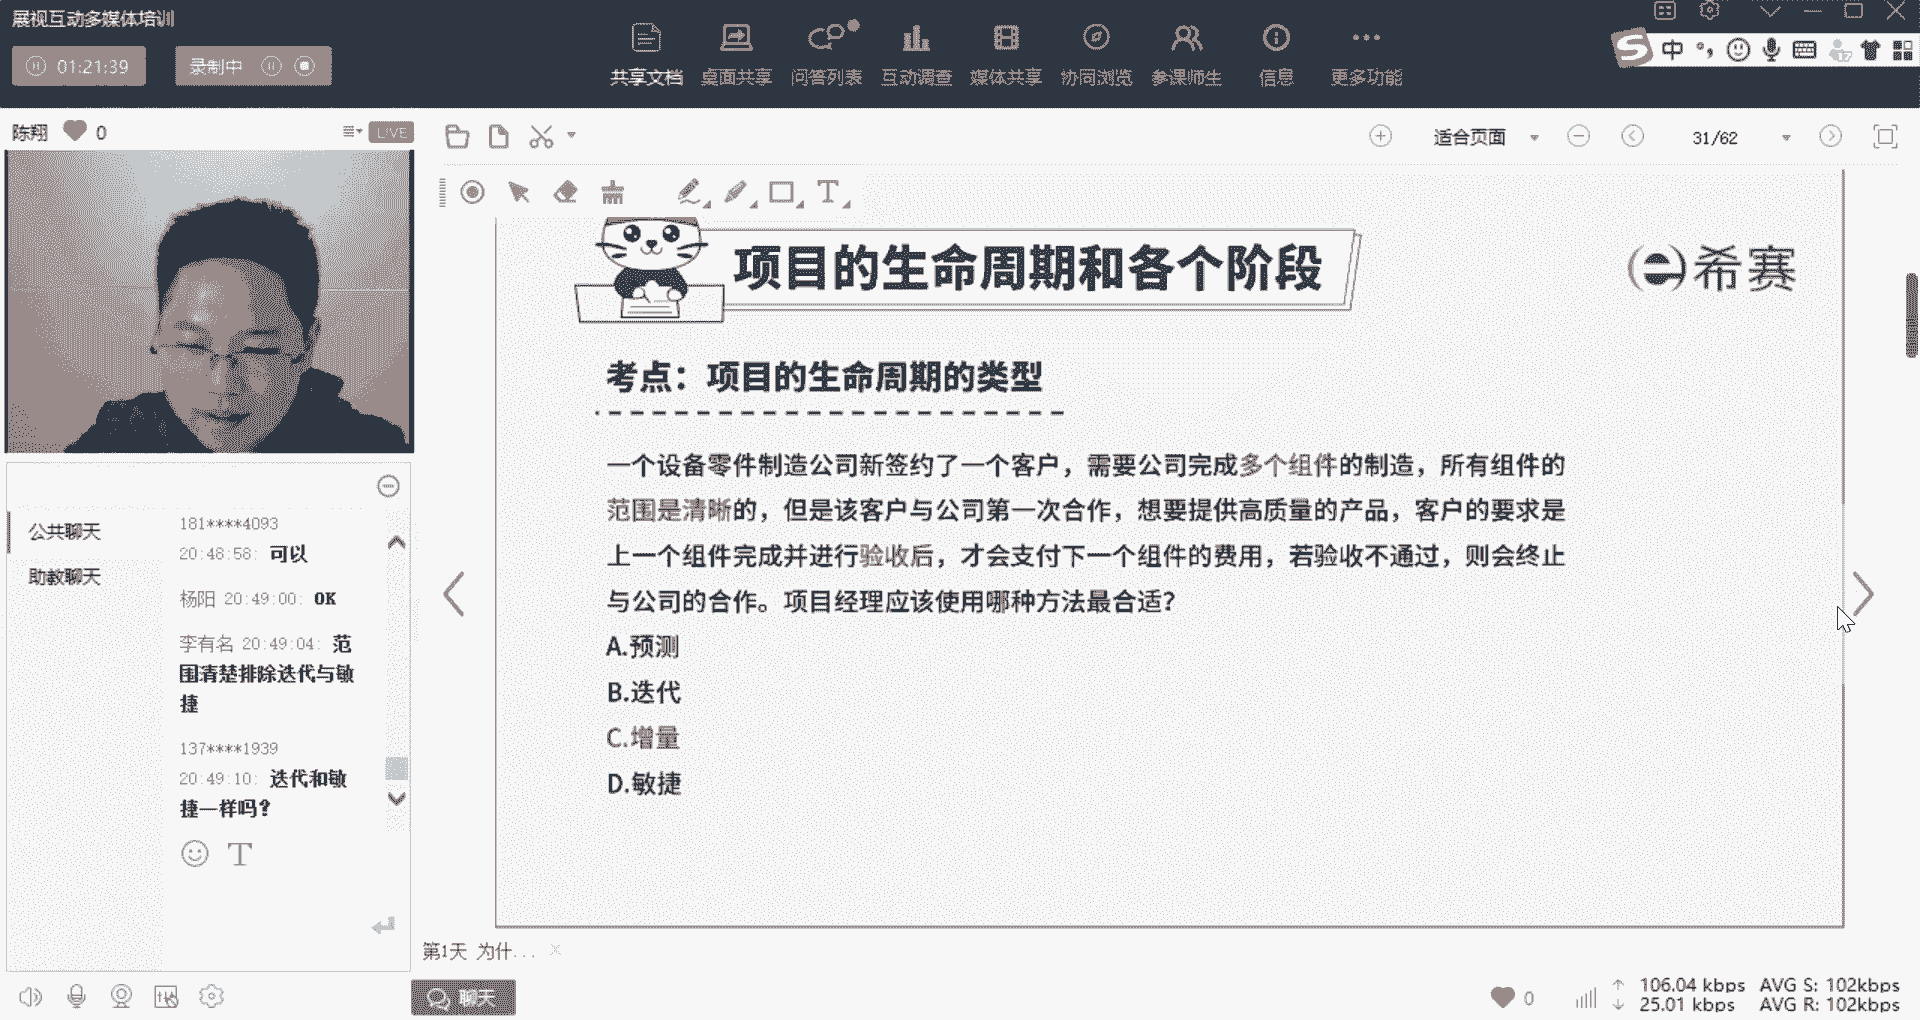 展视互动多媒体培训
01:21:39
录制中
共享文档
桌面共享
问答列表
互动调查
媒体共享
协同浏览
参课师生
信息
更多功能
中
陈翔
0
LIVE
适合页面
31/62
公共聊天
助教聊天
181****4093
20:48:58: 可以
杨阳 20:49:00: OK
李有名 20:49:04: 范
围清楚排除迭代与敏
捷
137****1939
20:49:10: 迭代和敏
捷一样吗?
项目的生命周期和各个阶段
希赛
考点：项目的生命周期的类型
一个设备零件制造公司新签约了一个客户，需要公司完成多个组件的制造，所有组件的
范围是清晰的，但是该客户与公司第一次合作，想要提供高质量的产品，客户的要求是
上一个组件完成并进行验收后，才会支付下一个组件的费用，若验收不通过，则会终止
与公司的合作。项目经理应该使用哪种方法最合适？
A.预测
B.迭代
C.增量
D.敏捷
第1天 为什...
聊天
0
106.04 kbps AVG S: 102kbps
25.01 kbps AVG R: 102kbps